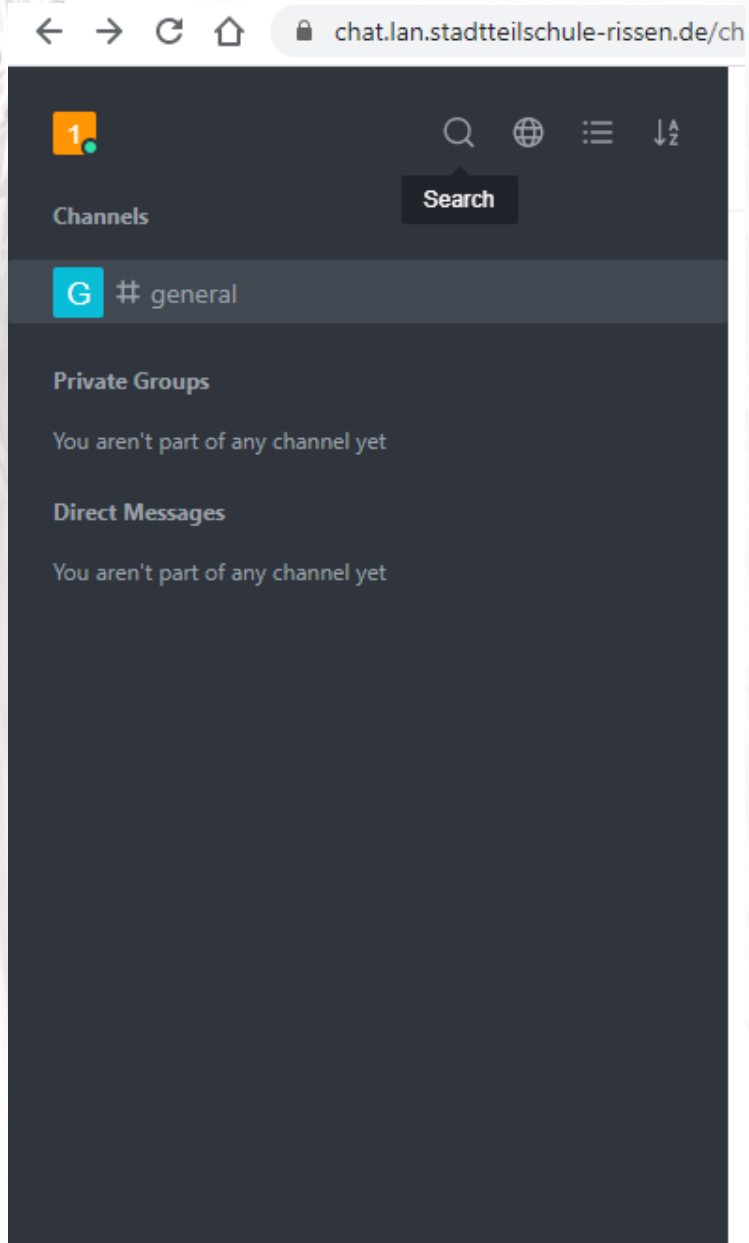 chat.lan.stadtteilschule-rissen.de/ch
1
Search
Channels
G # general
Private Groups
You aren't part of any channel yet
Direct Messages
You aren't part of any channel yet